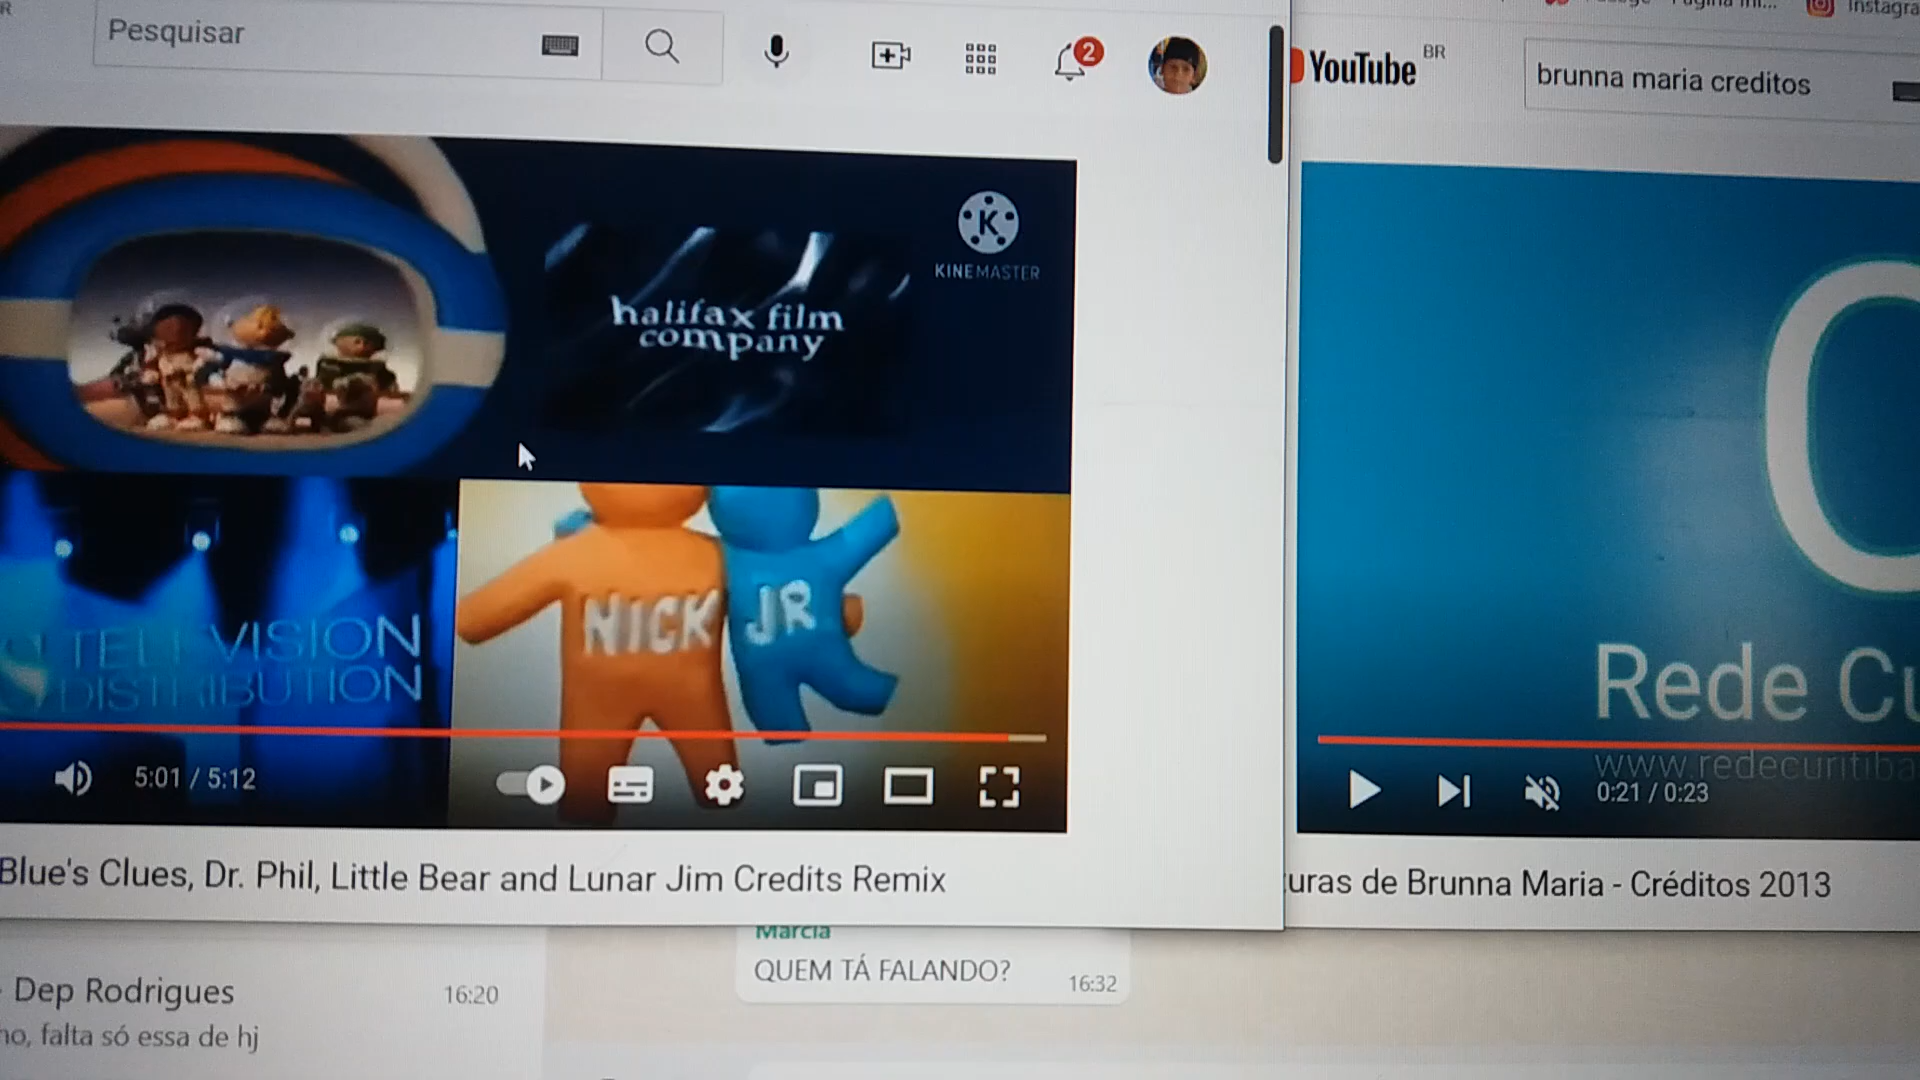 Pesquisar
2
YouTube BR
brunna maria creditos
Página
Instagra
K
KINEMASTER
halifax film
company
TELEVISION
DISTRIBUTION
NICK JR
5:01 / 5:12
Blue's Clues, Dr. Phil, Little Bear and Lunar Jim Credits Remix
Rede Cu
www.redecuritiba
0:21 / 0:23
uras de Brunna Maria - Créditos 2013
Marcia
QUEM TÁ FALANDO?
16:32
Dep Rodrigues
16:20
no, falta só essa de hj